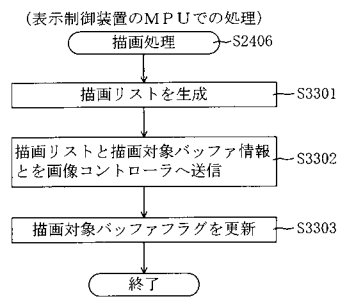 (表示制御装置のMPUでの処理)
描画処理 S2406
描画リストを生成 S3301
描画リストと描画対象バッファ情報
とを画像コントローラへ送信 S3302
描画対象バッファフラグを更新 S3303
終了